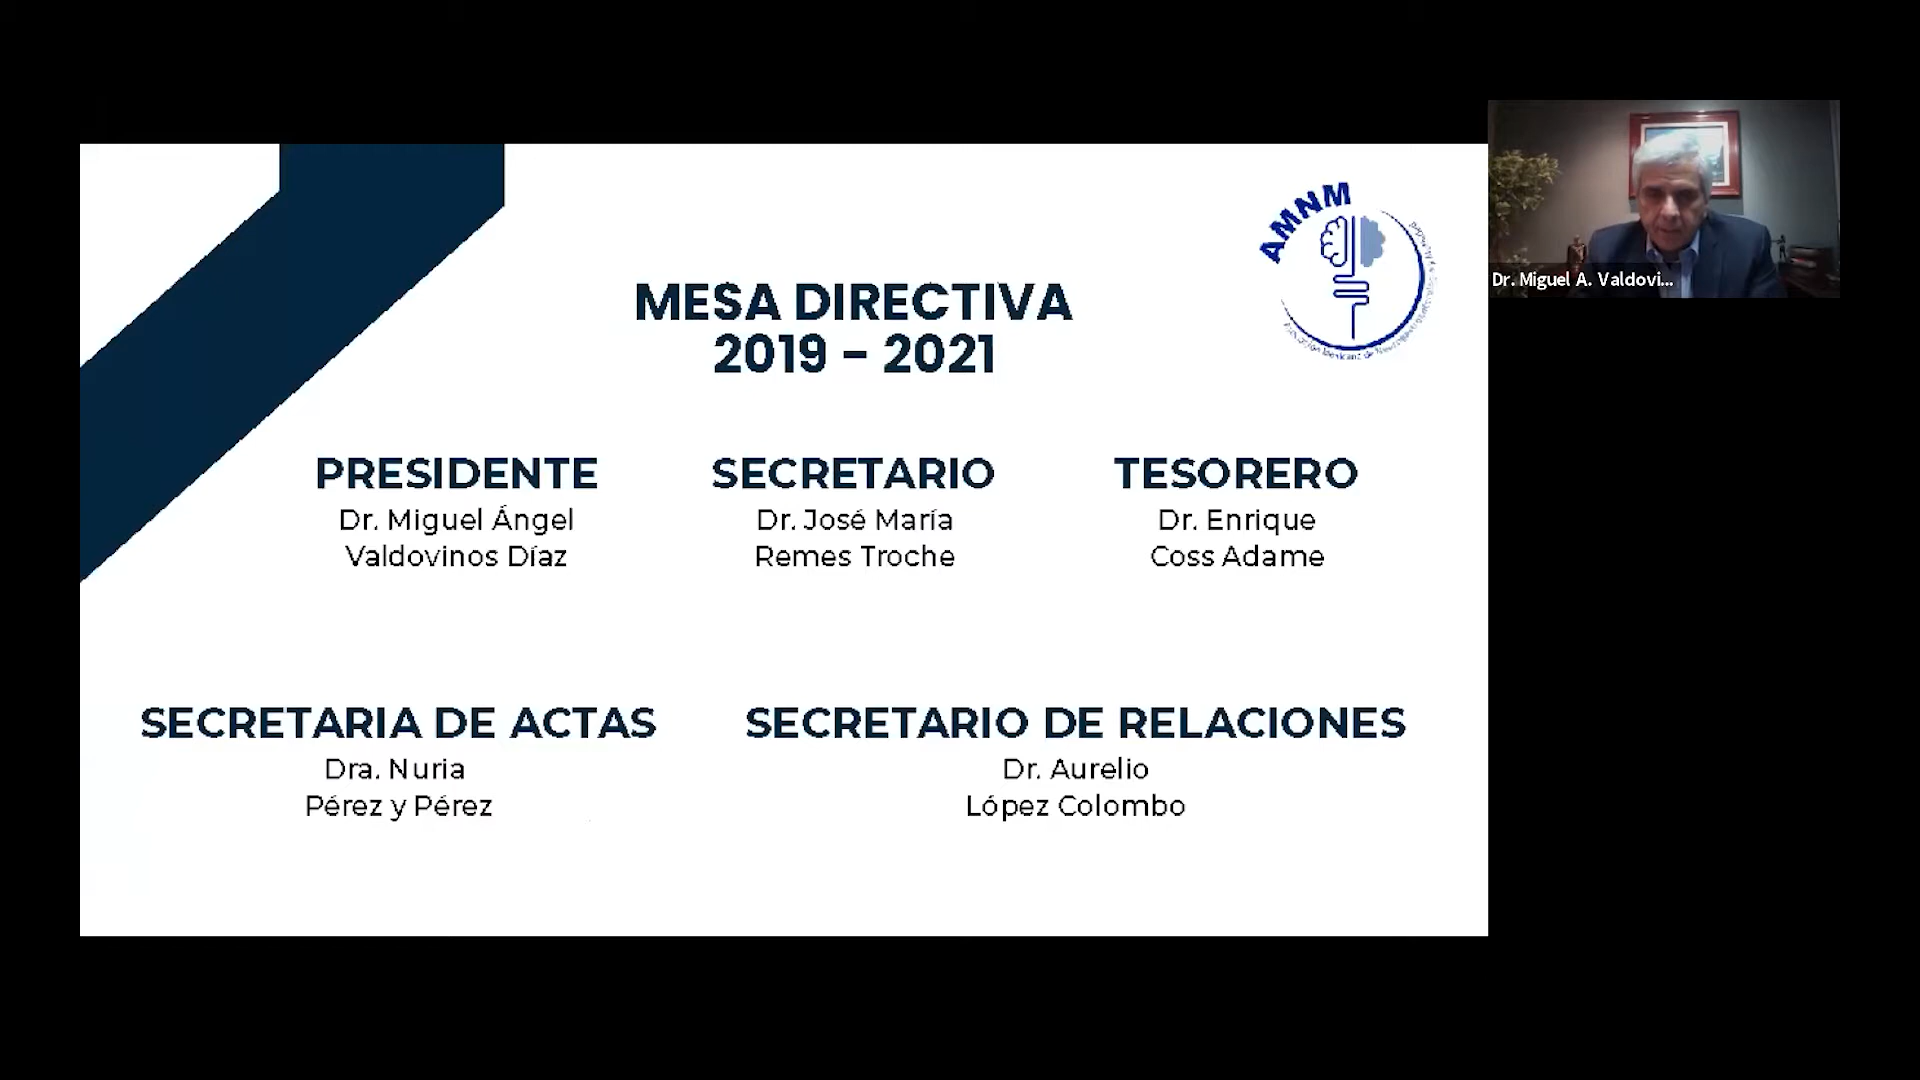 AMNM
MESA DIRECTIVA
2019 - 2021
PRESIDENTE
Dr. Miguel Ángel
Valdovinos Díaz
SECRETARIO
Dr. José María
Remes Troche
TESORERO
Dr. Enrique
Coss Adame
SECRETARIA DE ACTAS
Dra. Nuria
Pérez y Pérez
SECRETARIO DE RELACIONES
Dr. Aurelio
López Colombo
Dr. Miguel A. Valdovi...